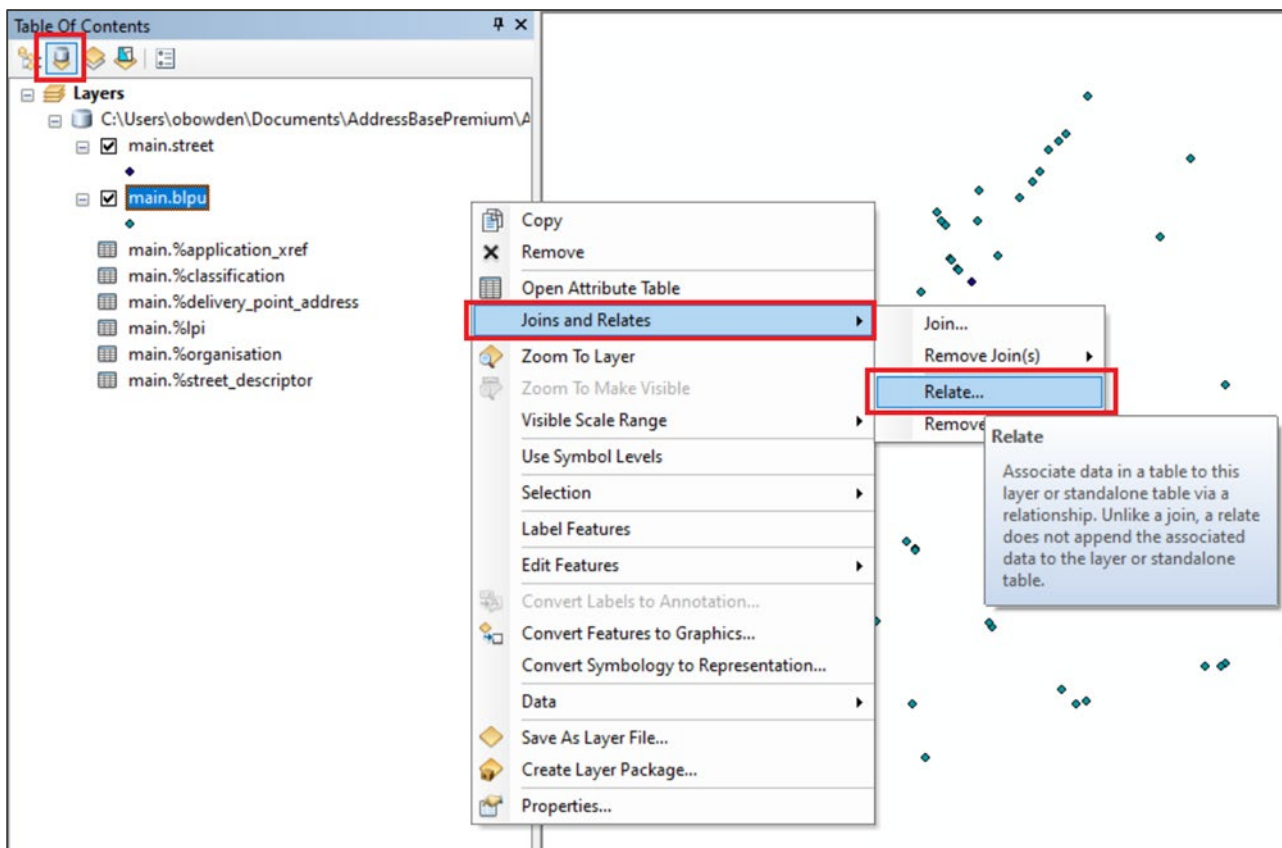 Table Of Contents
Layers
C:\Users\obowden\Documents\AddressBasePremium\A
main.street
main.blpu
main.%application_xref
main.%classification
main.%delivery_point_address
main.%lpi
main.%organisation
main.%street_descriptor
Copy
Remove
Open Attribute Table
Joins and Relates
Zoom To Layer
Zoom To Make Visible
Visible Scale Range
Use Symbol Levels
Selection
Label Features
Edit Features
Convert Labels to Annotation...
Convert Features to Graphics...
Convert Symbology to Representation...
Data
Save As Layer File...
Create Layer Package...
Properties...
Join...
Remove Join(s)
Relate...
Remove
Relate
Associate data in a table to this
layer or standalone table via a
relationship. Unlike a join, a relate
does not append the associated
data to the layer or standalone
table.